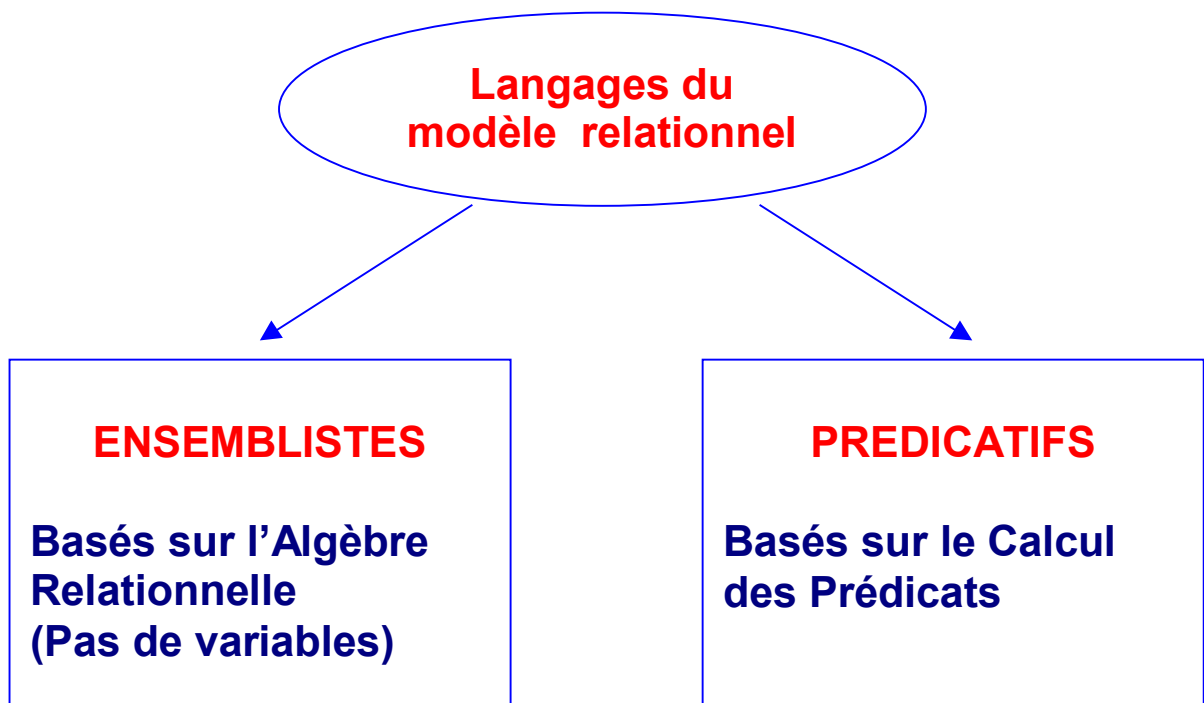 Langages du
modèle relationnel
ENSEMBLISTES
Basés sur l'Algèbre
Relationnelle
(Pas de variables)
PREDICATIFS
Basés sur le Calcul
des Prédicats